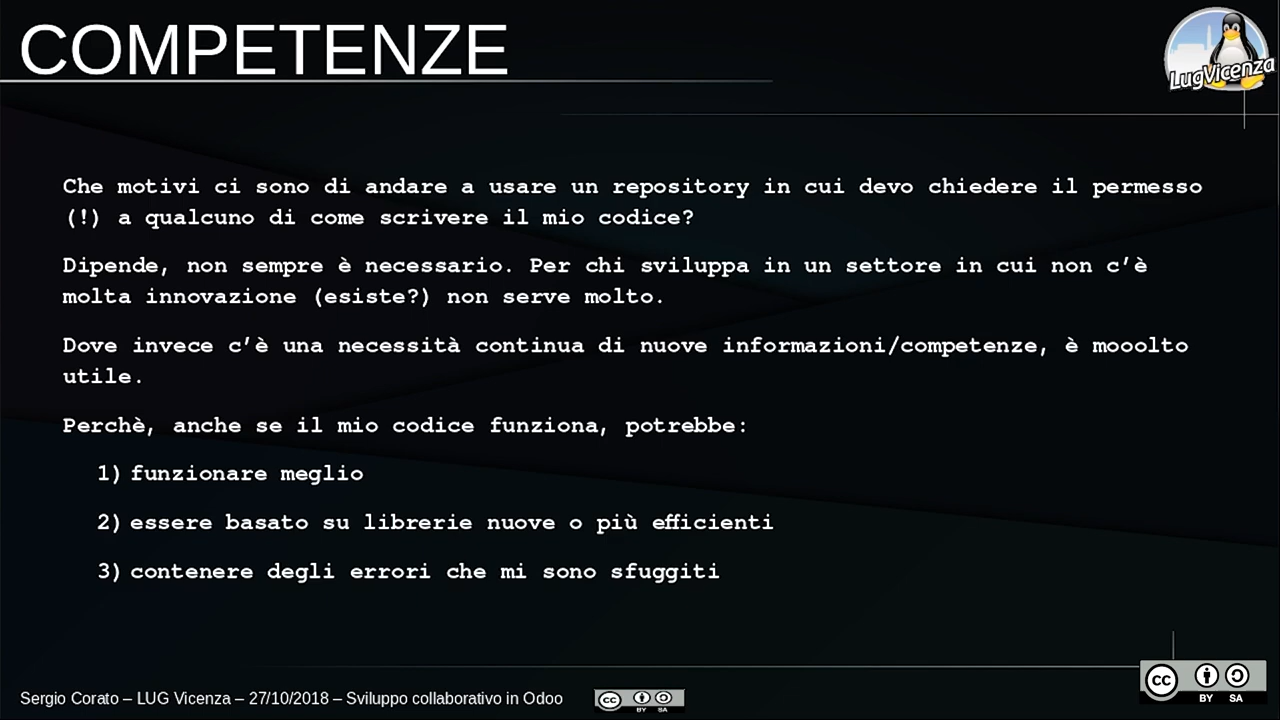 COMPETENZE
LugVicenza
Che motivi ci sono di andare a usare un repository in cui devo chiedere il permesso
(!) a qualcuno di come scrivere il mio codice?
Dipende, non sempre è necessario. Per chi sviluppa in un settore in cui non c’è
molta innovazione (esiste?) non serve molto.
Dove invece c’è una necessità continua di nuove informazioni/competenze, è mooolto
utile.
Perchè, anche se il mio codice funziona, potrebbe:
1) funzionare meglio
2) essere basato su librerie nuove o più efficienti
3) contenere degli errori che mi sono sfuggiti
Sergio Corato – LUG Vicenza – 27/10/2018 – Sviluppo collaborativo in Odoo
cc BY SA
cc BY SA